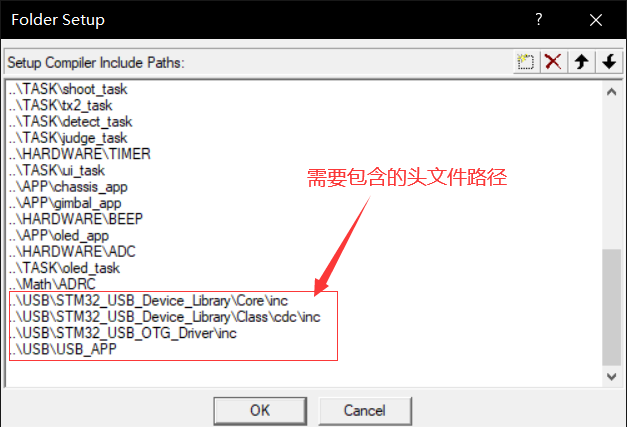 Folder Setup
?
Setup Compiler Include Paths:
..\TASK\shoot_task
..\TASK\tx2_task
..\TASK\detect_task
..\TASK\judge_task
..\HARDWARE\TIMER
..\TASK\ui_task
..\APP\chassis_app
..\APP\gimbal_app
..\HARDWARE\BEEP
..\APP\oled_app
..\HARDWARE\ADC
..\TASK\oled_task
..\Math\ADRC
需要包含的头文件路径
..\USB\STM32_USB_Device_Library\Core\inc
..\USB\STM32_USB_Device_Library\Class\cdc\inc
..\USB\STM32_USB_OTG_Driver\inc
..\USB\USB_APP
OK
Cancel